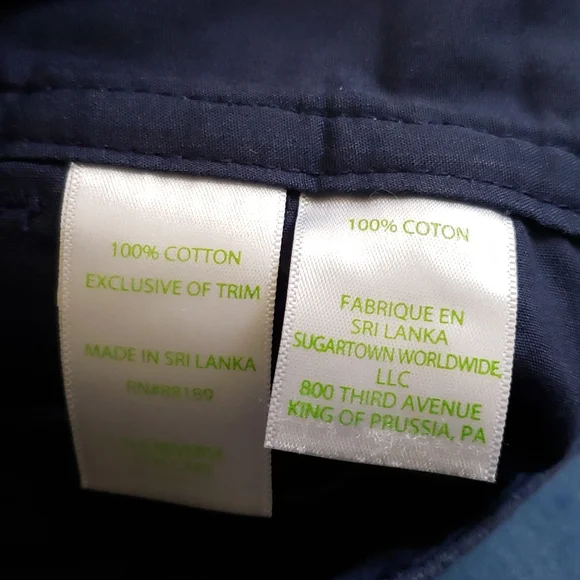 100% COTTON
EXCLUSIVE OF TRIM
MADE IN SRI LANKA
100% COTON
FABRIQUE EN
SRI LANKA
SUGARTOWN WORLDWIDE,
LLC
800 THIRD AVENUE
KING OF PRUSSIA, PA